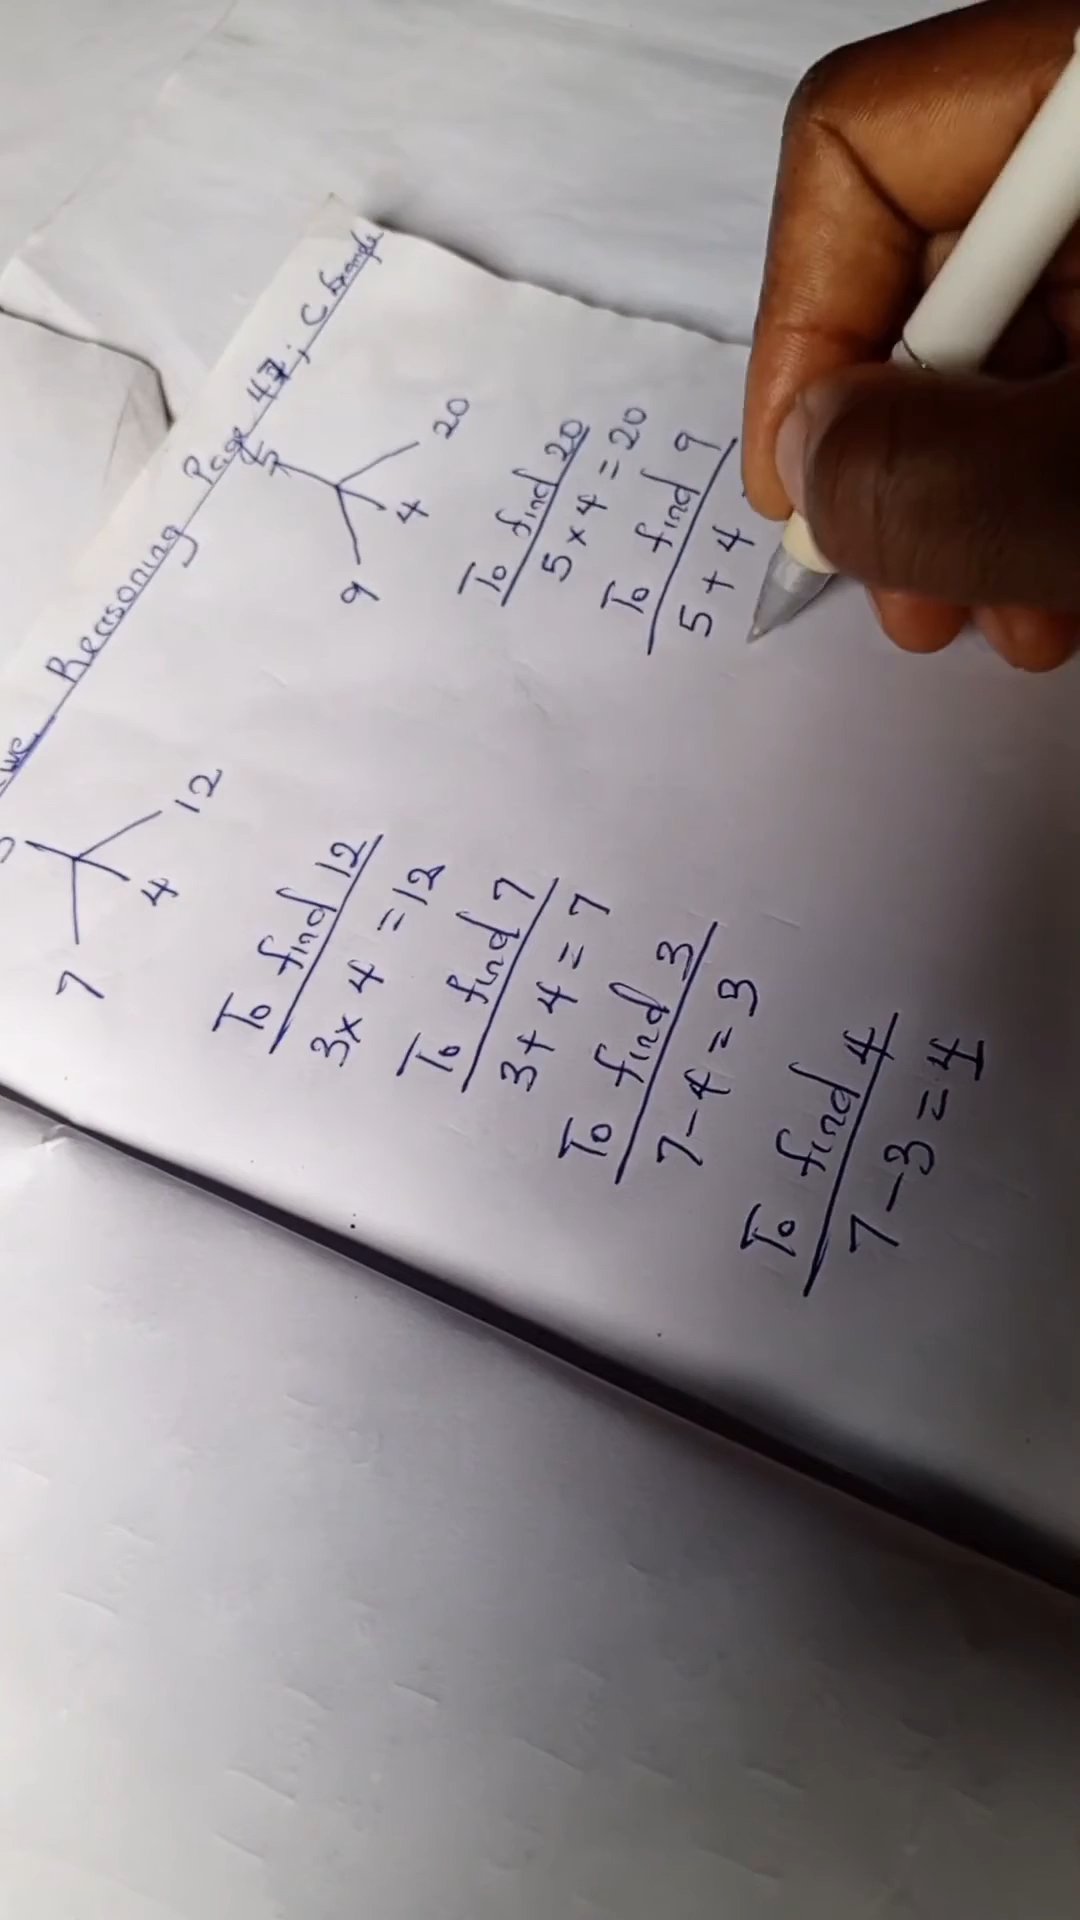 Reasoning Page 47; C Example
7
4
12
To find 12
3 x 4 = 12
To find 7
3 + 4 = 7
To find 3
7 - 4 = 3
To find 4
7 - 3 = 4
5
9
4
20
To find 20
5 x 4 = 20
To find 9
5 + 4